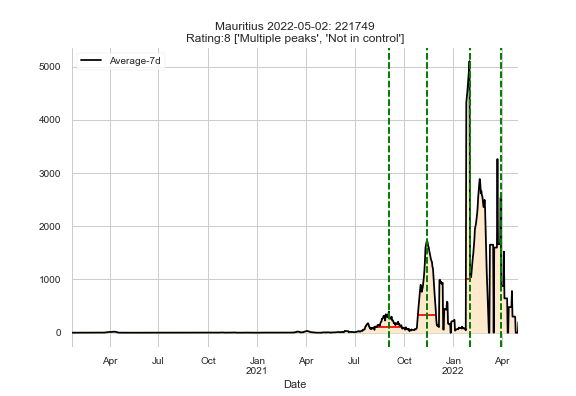 Mauritius 2022-05-02: 221749
Rating:8 ['Multiple peaks', 'Not in control']
Average-7d
5000
4000
3000
2000
1000
0
Apr Jul Oct Jan Apr Jul Oct Jan Apr
2021 2022
Date